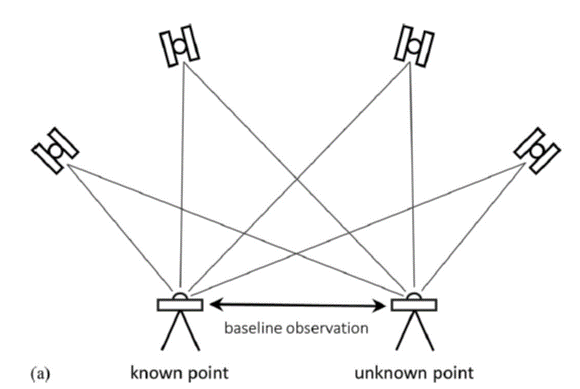 baseline observation
(a) known point unknown point